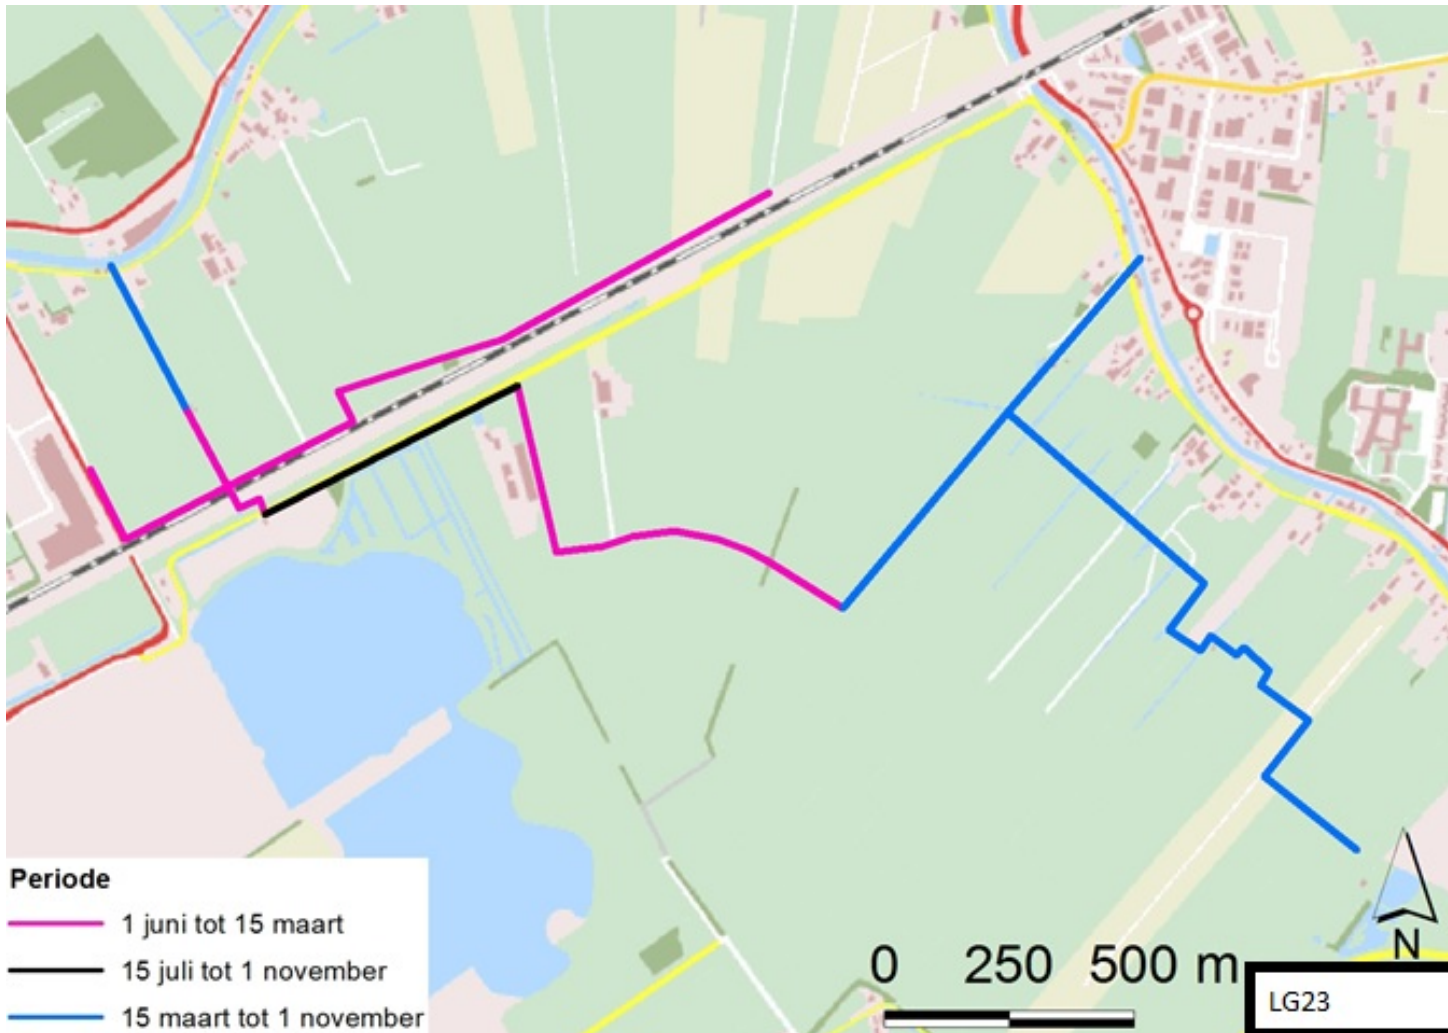 Periode
1 juni tot 15 maart
15 juli tot 1 november
15 maart tot 1 november
0 250 500 m
N
LG23